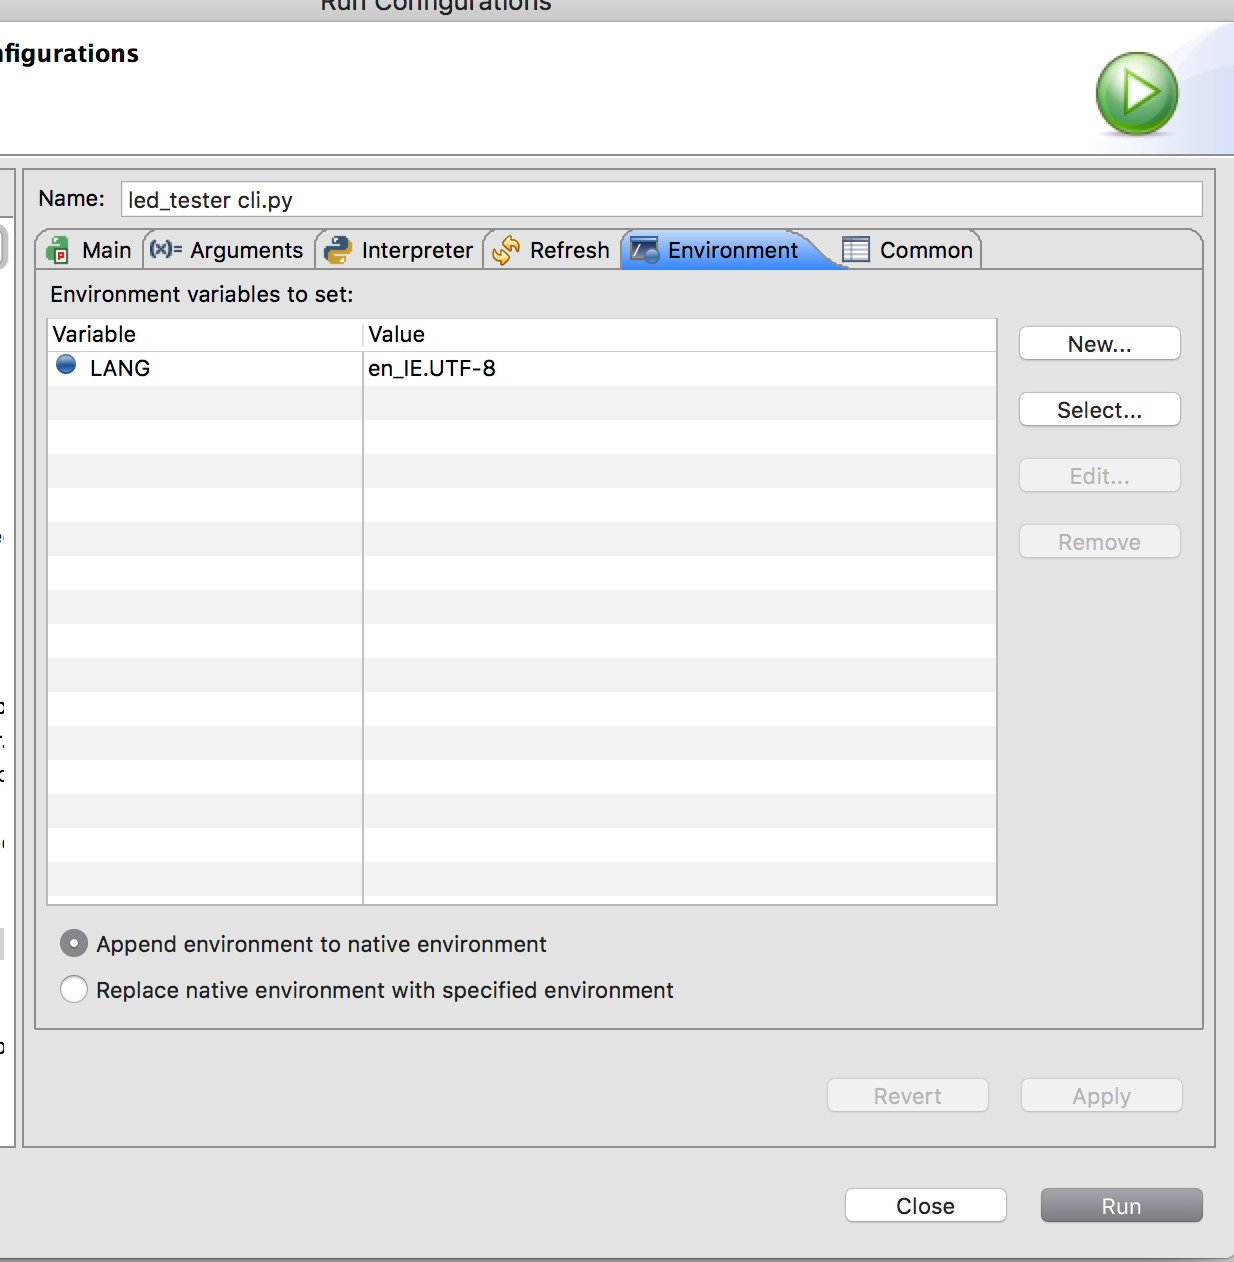 Run Configurations
nfigurations
Name: led_tester cli.py
Main (x)= Arguments Interpreter Refresh Environment Common
Environment variables to set:
Variable Value
LANG en_IE.UTF-8
New...
Select...
Edit...
Remove
Append environment to native environment
Replace native environment with specified environment
Revert Apply
Close Run